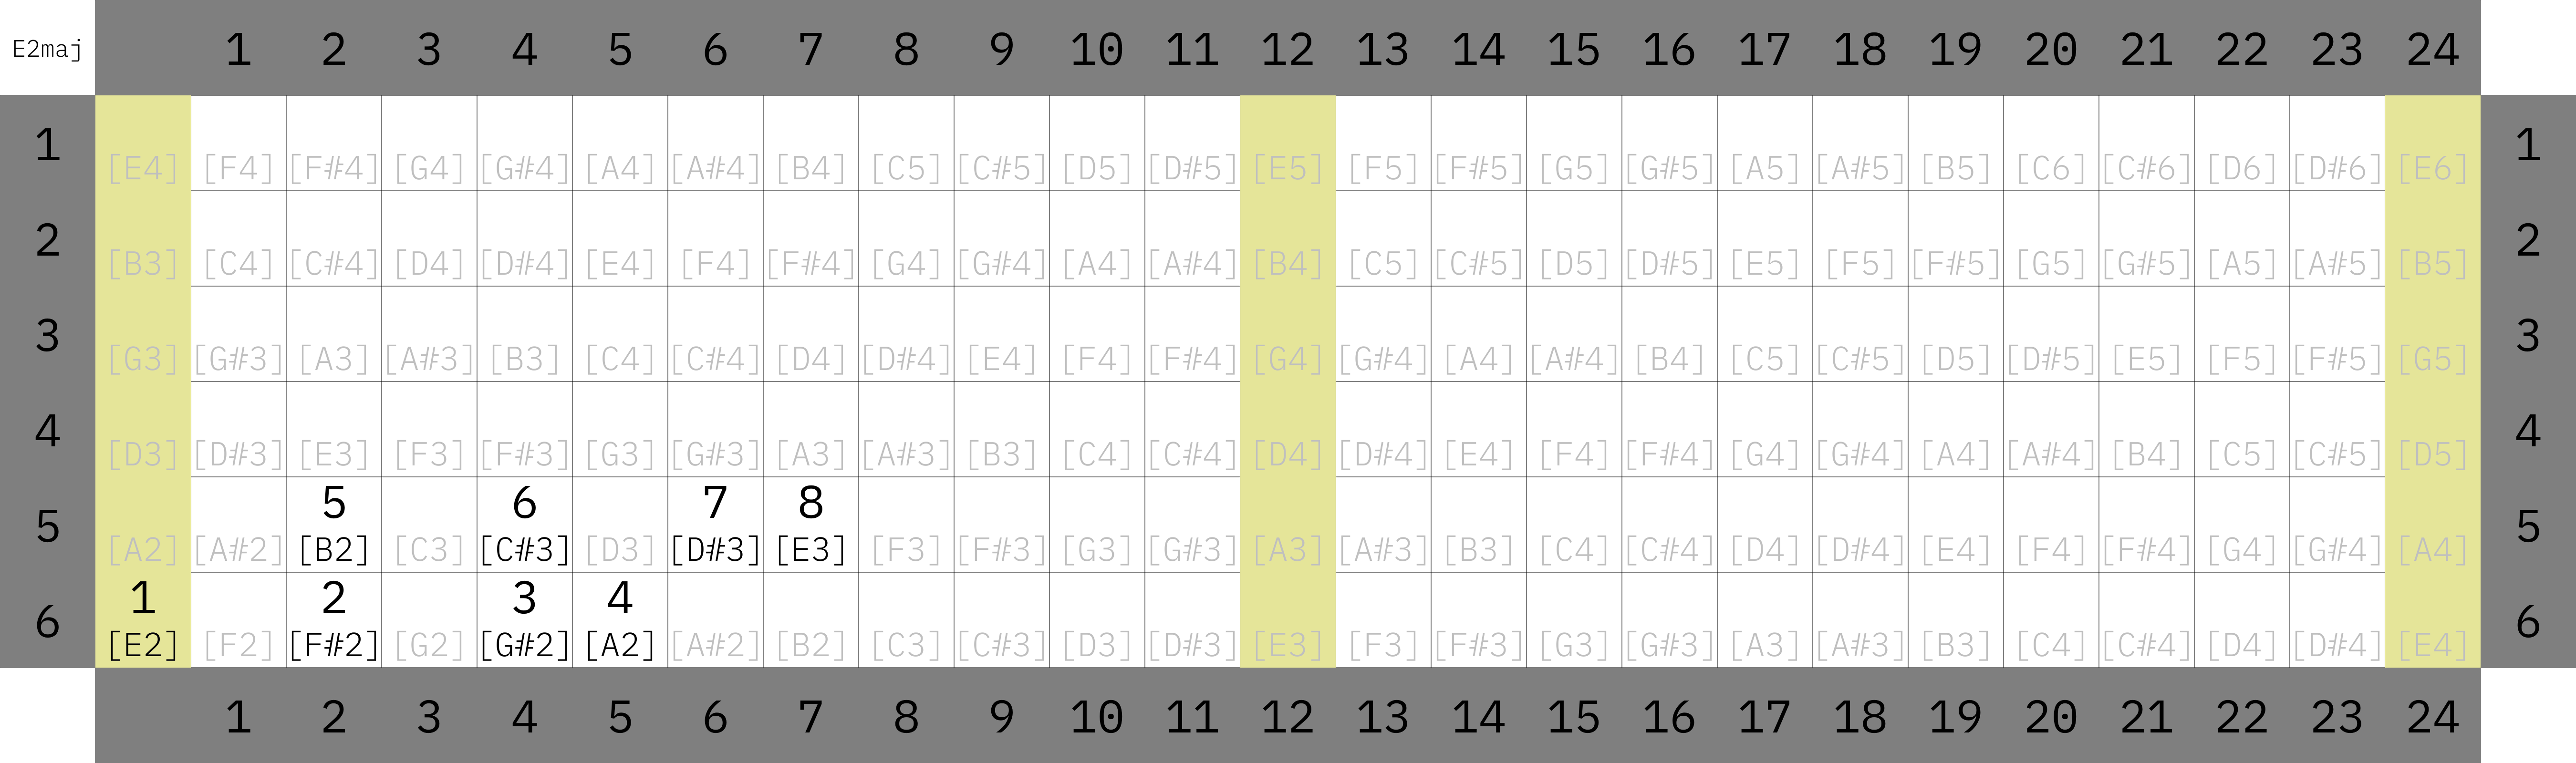 E2maj 1 2 3 4 5 6 7 8 9 10 11 12 13 14 15 16 17 18 19 20 21 22 23 24
1 [E4] [F4] [F#4] [G4] [G#4] [A4] [A#4] [B4] [C5] [C#5] [D5] [D#5] [E5] [F5] [F#5] [G5] [G#5] [A5] [A#5] [B5] [C6] [C#6] [D6] [D#6] [E6] 1
2 [B3] [C4] [C#4] [D4] [D#4] [E4] [F4] [F#4] [G4] [G#4] [A4] [A#4] [B4] [C5] [C#5] [D5] [D#5] [E5] [F5] [F#5] [G5] [G#5] [A5] [A#5] [B5] 2
3 [G3] [G#3] [A3] [A#3] [B3] [C4] [C#4] [D4] [D#4] [E4] [F4] [F#4] [G4] [G#4] [A4] [A#4] [B4] [C5] [C#5] [D5] [D#5] [E5] [F5] [F#5] [G5] 3
4 [D3] [D#3] [E3] [F3] [F#3] [G3] [G#3] [A3] [A#3] [B3] [C4] [C#4] [D4] [D#4] [E4] [F4] [F#4] [G4] [G#4] [A4] [A#4] [B4] [C5] [C#5] [D5] 4
5 6 7 8
5 [A2] [A#2] [B2] [C3] [C#3] [D3] [D#3] [E3] [F3] [F#3] [G3] [G#3] [A3] [A#3] [B3] [C4] [C#4] [D4] [D#4] [E4] [F4] [F#4] [G4] [G#4] [A4] 5
1 2 3 4
6 [E2] [F2] [F#2] [G2] [G#2] [A2] [A#2] [B2] [C3] [C#3] [D3] [D#3] [E3] [F3] [F#3] [G3] [G#3] [A3] [A#3] [B3] [C4] [C#4] [D4] [D#4] [E4] 6
1 2 3 4 5 6 7 8 9 10 11 12 13 14 15 16 17 18 19 20 21 22 23 24